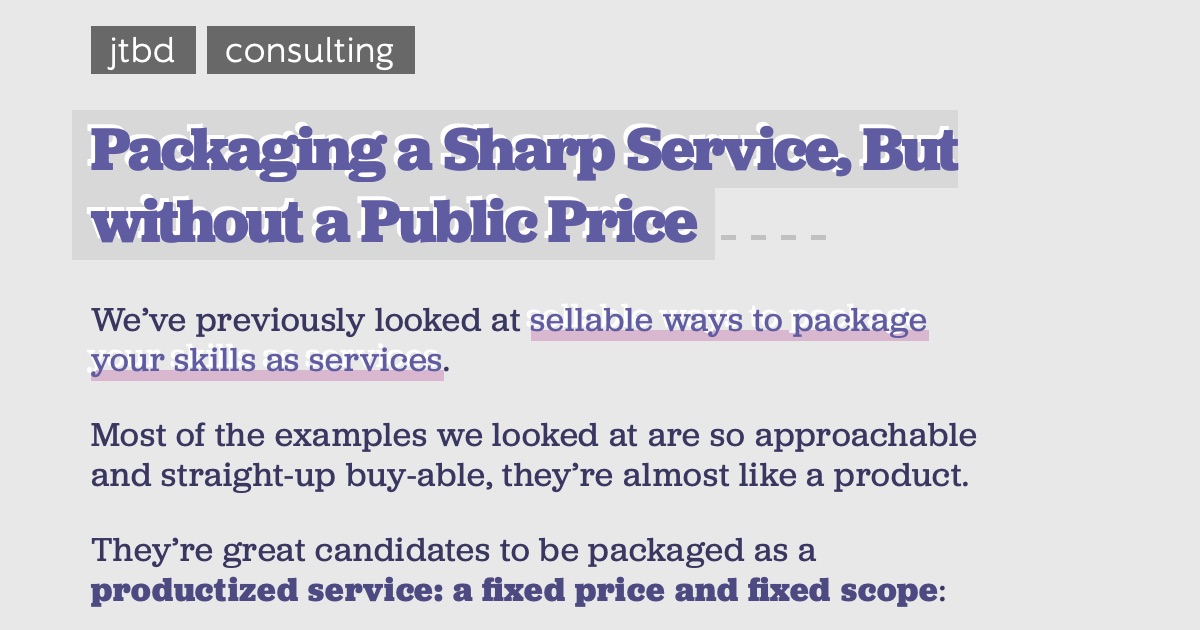 jtbd consulting
Packaging a Sharp Service, But
without a Public Price
We’ve previously looked at sellable ways to package
your skills as services.
Most of the examples we looked at are so approachable
and straight-up buy-able, they’re almost like a product.
They’re great candidates to be packaged as a
productized service: a fixed price and fixed scope: